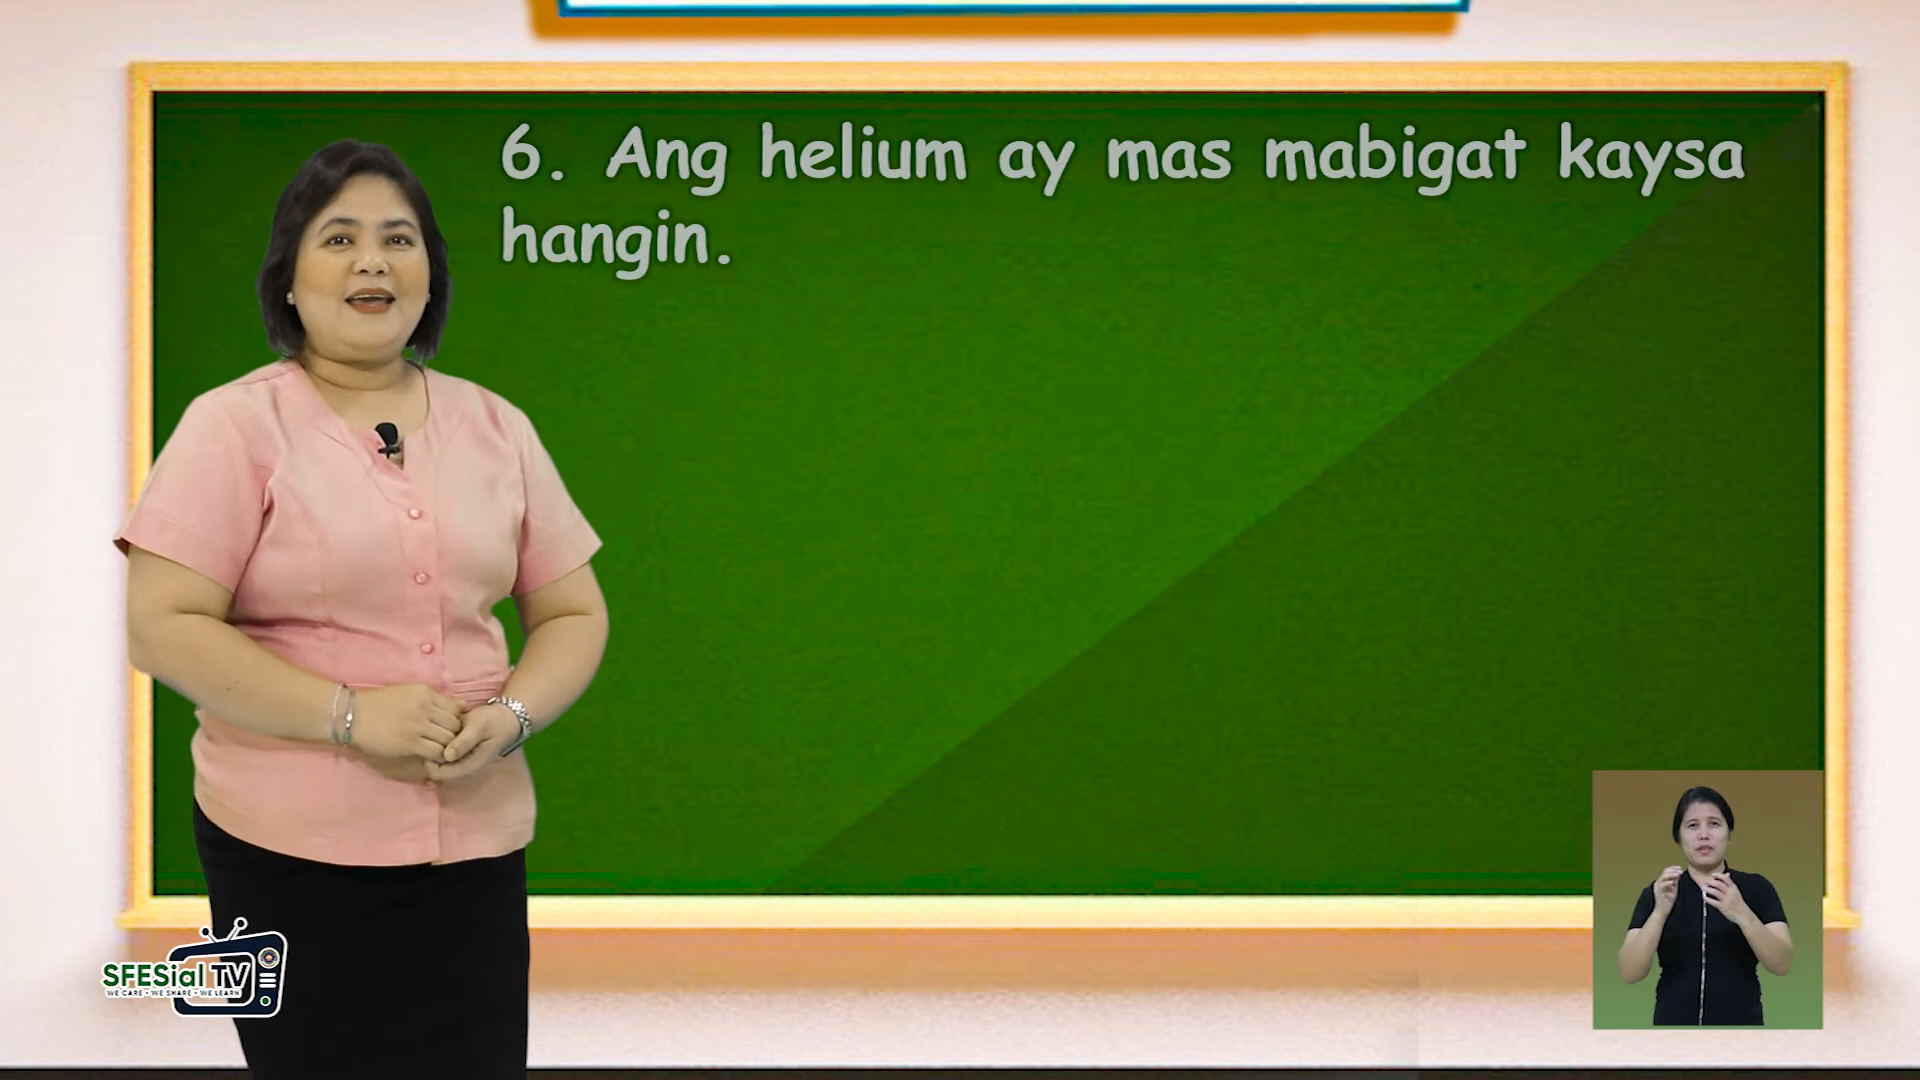 6. Ang helium ay mas mabigat kaysa
hangin.
SFESial TV
WE CARE • WE SHARE • WE LEARN